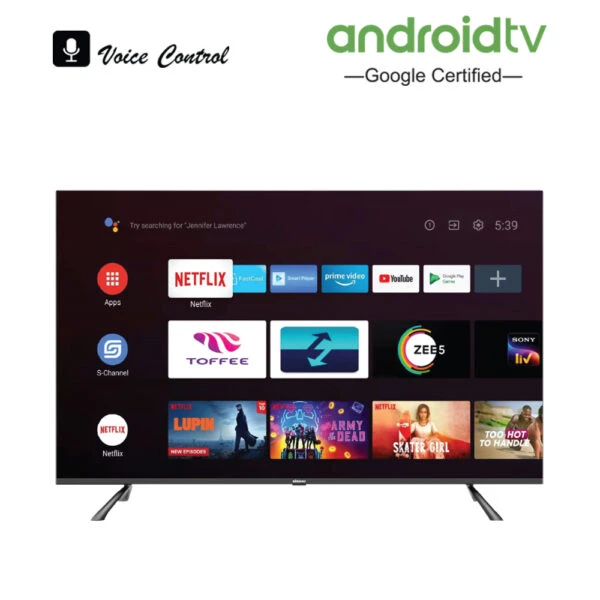 Voice Control
androidtv
—Google Certified—
Try searching for "Jennifer Lawrence"
5:39
Apps
NETFLIX
FastCast
Smart Player
prime video
YouTube
Google Play
Games
Netflix
S-Channel
TOFFEE
ZEE5
SONY
liv
NETFLIX
Netflix
NETFLIX
LUPIN
NEW EPISODES
TOP
10
ARMY
OF THE
DEAD
NETFLIX
SKATER GIRL
TOO HOT
TO HANDLE